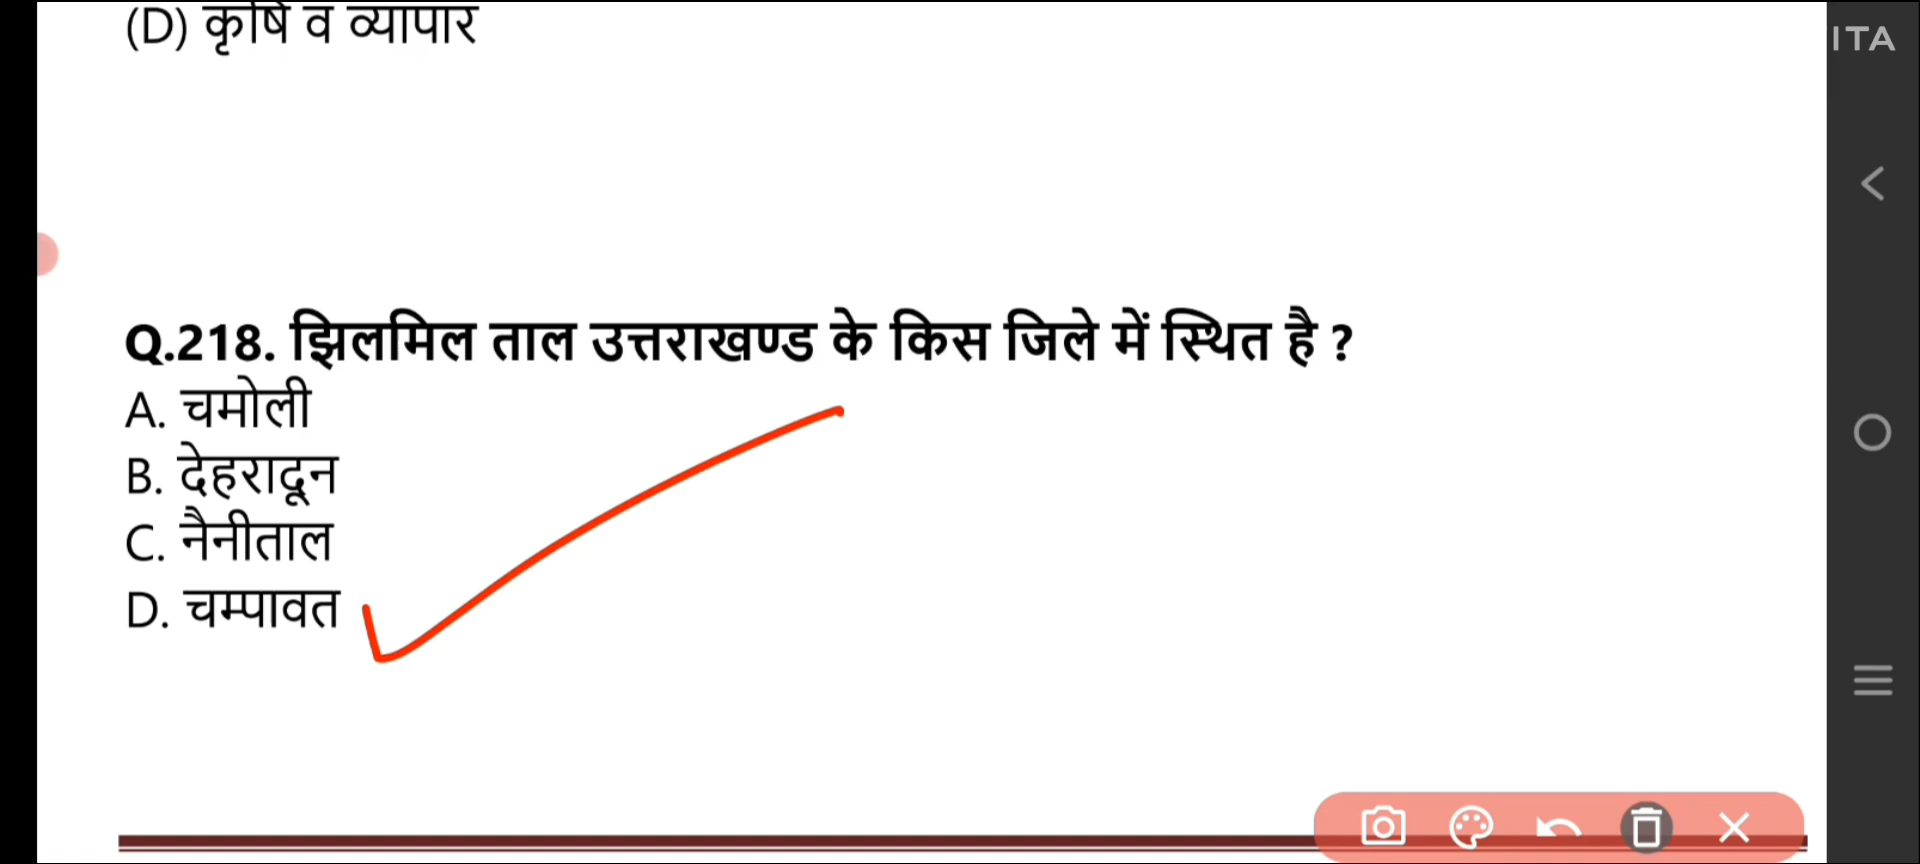 (D) कृषि व व्यापार
ITA
Q.218. झिलमिल ताल उत्तराखण्ड के किस जिले में स्थित है ?
A. चमोली
B. देहरादून
C. नैनीताल
D. चम्पावत